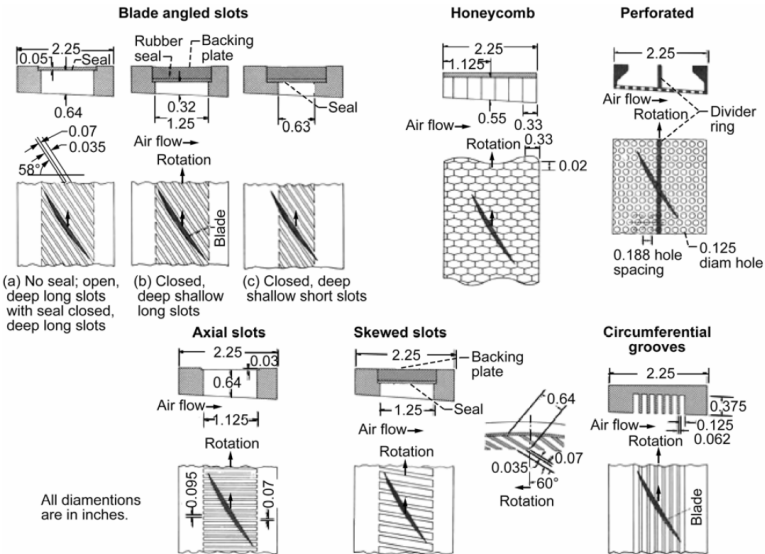 Blade angled slots
2.25
0.05
Seal
0.64
0.07
0.035
58°
Rubber
seal
Backing
plate
0.32
1.25
Air flow
Rotation
Blade
Seal
0.63
(a) No seal; open,
deep long slots
with seal closed,
deep long slots
(b) Closed,
deep shallow
long slots
(c) Closed, deep
shallow short slots
Honeycomb
2.25
1.125
0.55
Air flow
0.33
Rotation
0.33
0.02
Perforated
2.25
Air flow
Rotation
Divider
ring
0.188 hole
spacing
0.125
diam hole
Axial slots
2.25
0.03
0.64
Air flow
1.125
Rotation
0.095
0.07
All diamentions
are in inches.
Skewed slots
2.25
Backing
plate
1.25
Seal
Air flow
Rotation
0.64
0.07
0.035
60°
Rotation
Circumferential
grooves
2.25
0.375
Air flow
0.125
0.062
Rotation
Blade